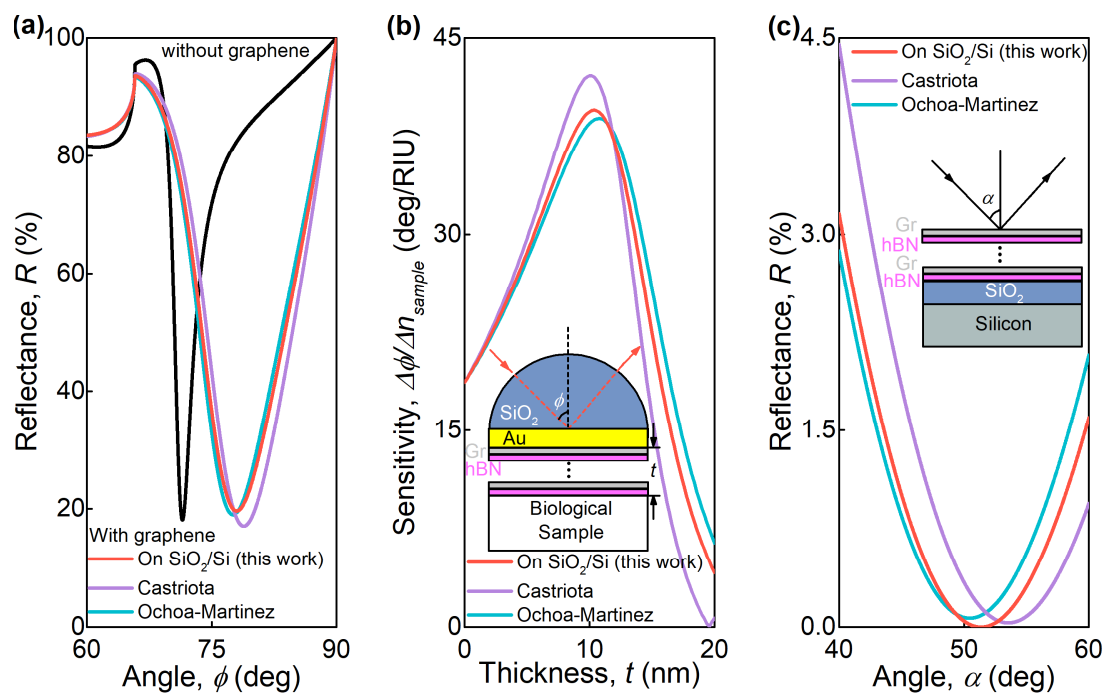 (a)
100
80
60
40
20
0
Reflectance, R (%)
without graphene
With graphene
On SiO₂/Si (this work)
Castriota
Ochoa-Martinez
60
75
90
Angle, ϕ (deg)
(b)
45
30
15
0
Sensitivity, Δϕ/Δn_sample (deg/RIU)
ϕ
SiO₂
Au
Gr
hBN
t
Biological
Sample
On SiO₂/Si (this work)
Castriota
Ochoa-Martinez
0
10
20
Thickness, t (nm)
(c)
4.5
3.0
1.5
0.0
Reflectance, R (%)
On SiO₂/Si (this work)
Castriota
Ochoa-Martinez
α
Gr
hBN
Gr
hBN
SiO₂
Silicon
40
50
60
Angle, α (deg)